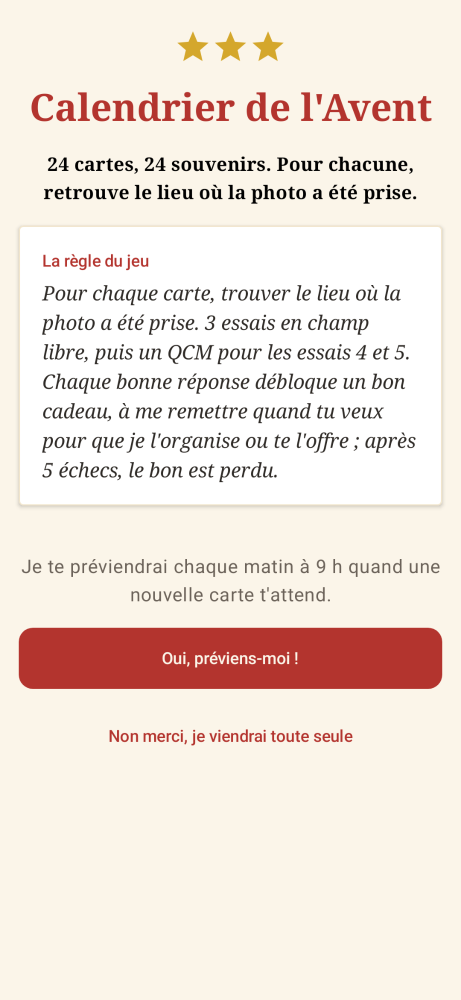 Calendrier de l'Avent
24 cartes, 24 souvenirs. Pour chacune,
retrouve le lieu où la photo a été prise.
La règle du jeu
Pour chaque carte, trouver le lieu où la
photo a été prise. 3 essais en champ
libre, puis un QCM pour les essais 4 et 5.
Chaque bonne réponse débloque un bon
cadeau, à me remettre quand tu veux
pour que je l'organise ou te l'offre ; après
5 échecs, le bon est perdu.
Je te préviendrai chaque matin à 9 h quand une
nouvelle carte t'attend.
Oui, préviens-moi !
Non merci, je viendrai toute seule